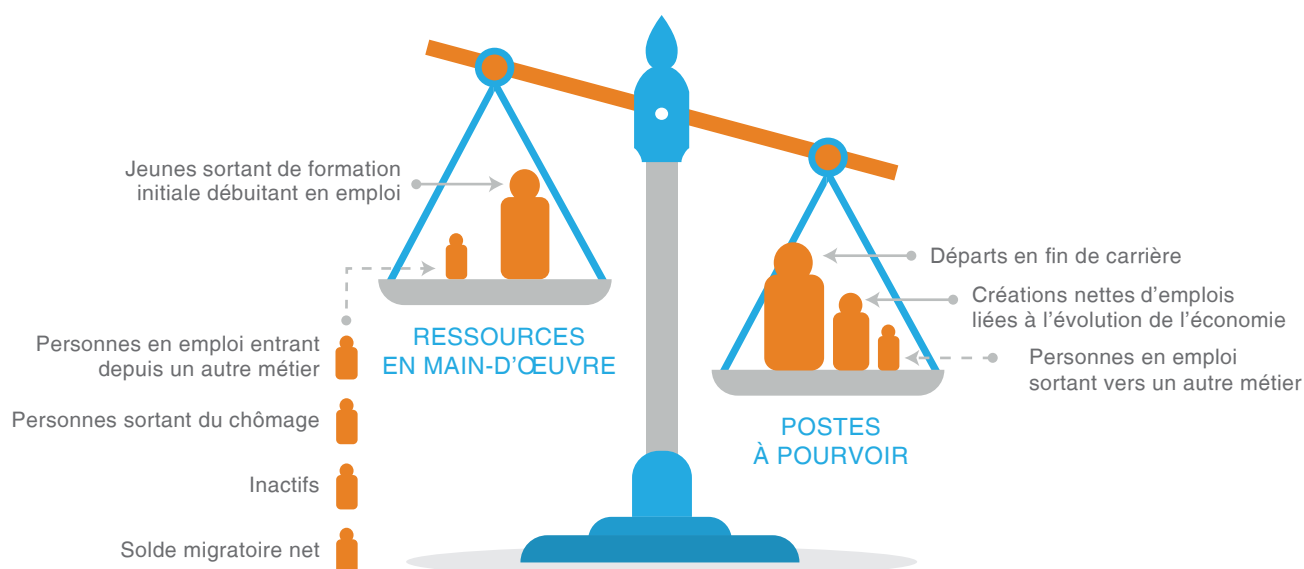 Jeunes sortant de formation
initiale débuitant en emploi
RESSOURCES
EN MAIN-D'ŒUVRE
Personnes en emploi entrant
depuis un autre métier
Personnes sortant du chômage
Inactifs
Solde migratoire net
Départs en fin de carrière
Créations nettes d'emplois
liées à l'évolution de l'économie
Personnes en emploi
sortant vers un autre métier
POSTES
À POURVOIR